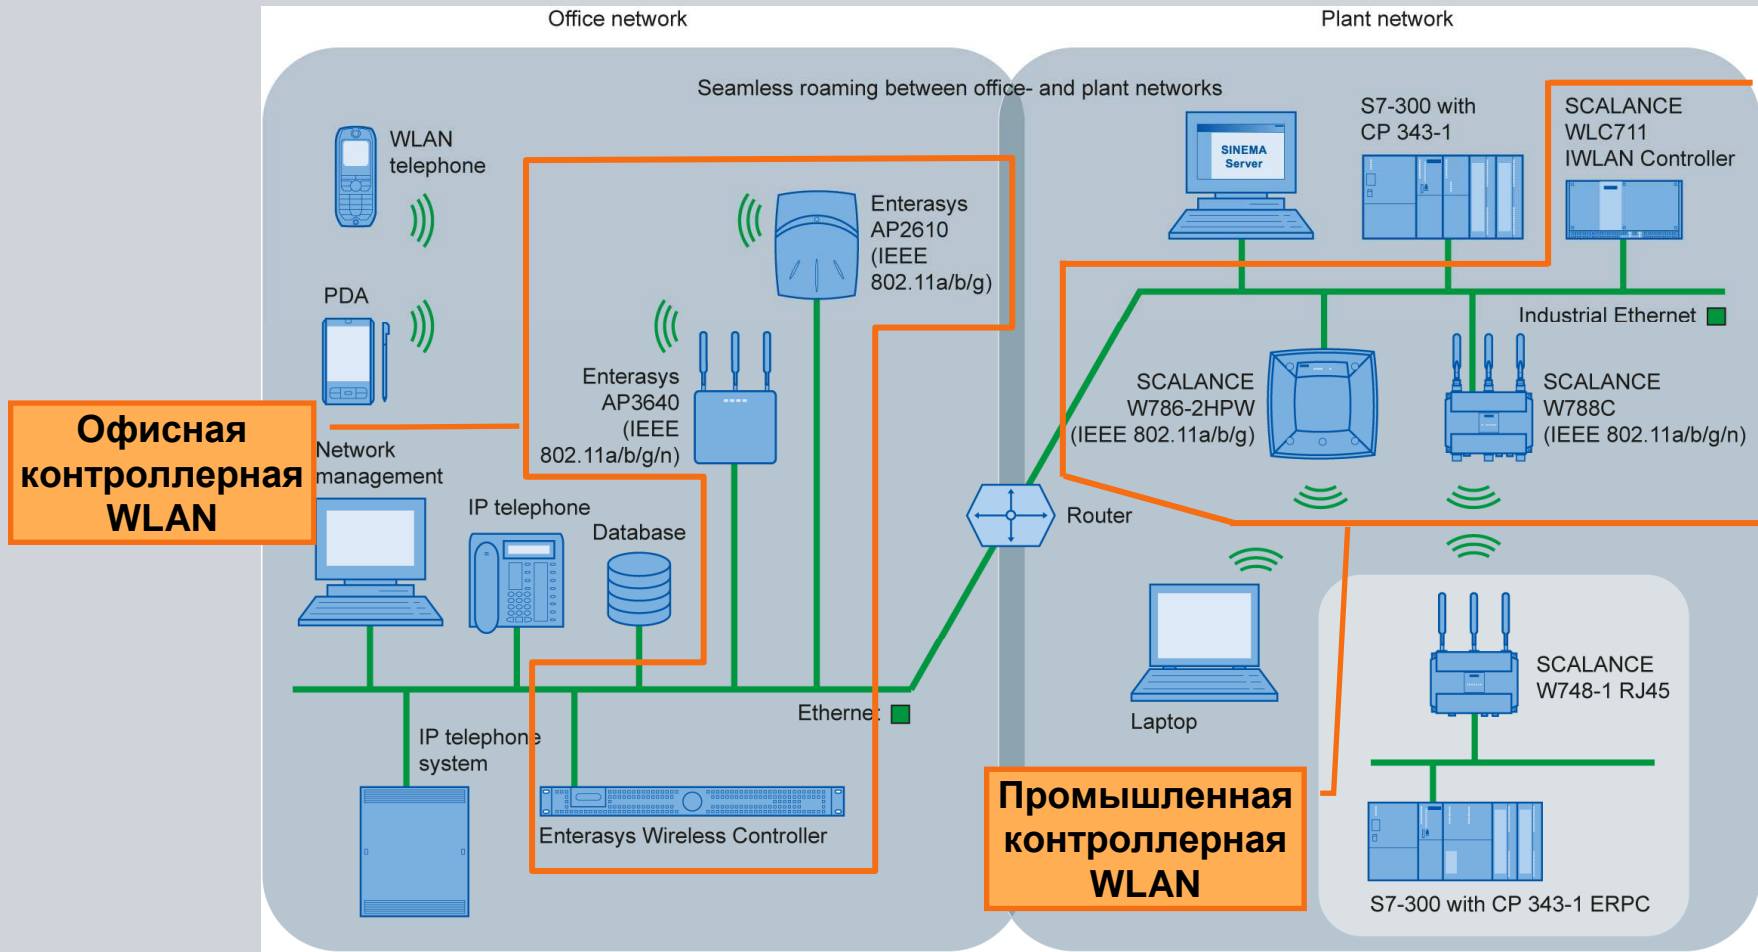 Office network
Plant network
Seamless roaming between office- and plant networks
WLAN
telephone
PDA
Enterasys
AP2610
(IEEE
802.11a/b/g)
Enterasys
AP3640
(IEEE
802.11a/b/g/n)
Офисная
контроллерная
WLAN
Network
management
IP telephone
Database
Ethernet
IP telephone
system
Enterasys Wireless Controller
Router
SINEMA
Server
S7-300 with
CP 343-1
SCALANCE
WLC711
IWLAN Controller
Industrial Ethernet
SCALANCE
W786-2HPW
(IEEE 802.11a/b/g)
SCALANCE
W788C
(IEEE 802.11a/b/g/n)
Laptop
SCALANCE
W748-1 RJ45
Промышленная
контроллерная
WLAN
S7-300 with CP 343-1 ERPC